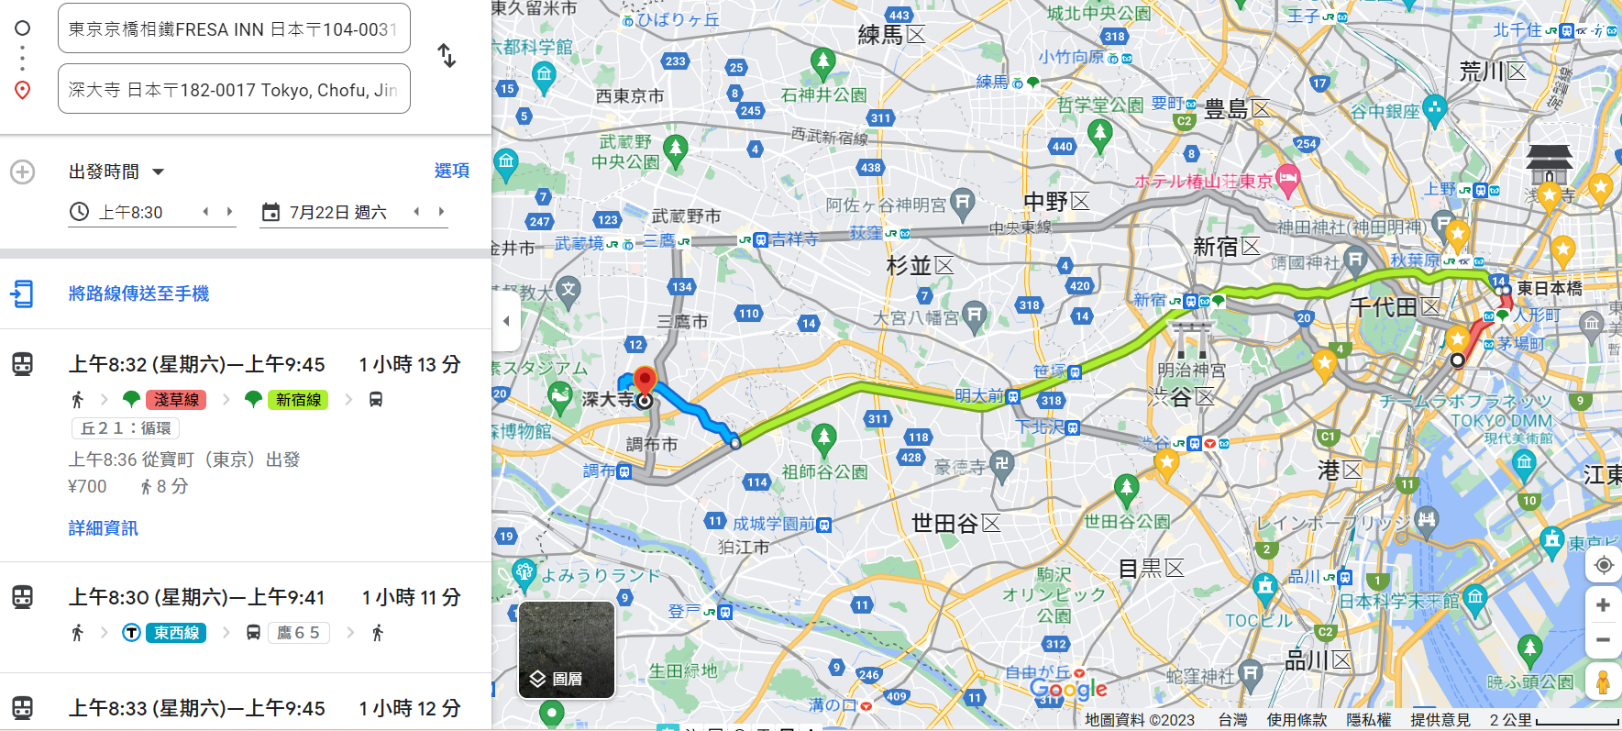 東京京橋相鐵FRESA INN 日本〒104-0031
深大寺 日本〒182-0017 Tokyo, Chofu, Jin
出發時間
選項
上午8:30
7月22日 週六
將路線傳送至手機
上午8:32 (星期六)—上午9:45
1 小時 13 分
淺草線
新宿線
丘２１：循環
上午8:36 從寶町（東京）出發
¥700
8 分
詳細資訊
上午8:30 (星期六)—上午9:41
1 小時 11 分
東西線
鷹６５
上午8:33 (星期六)—上午9:45
1 小時 12 分
東久留米市
ひばりヶ丘
443
練馬区
城北中央公園
318
王子
北千住
六都科学館
233
25
小竹向原
17
荒川区
常磐線
15
西東京市
8
245
石神井公園
練馬
哲学堂公園
要町
豊島区
谷中銀座
5
311
C2
武蔵野
中央公園
4
西武新宿線
438
440
8
254
7
ホテル椿山荘東京
上野
247
123
武蔵野市
阿佐ヶ谷神明宮
中野区
神田神社(神田明神)
武蔵境
三鷹
吉祥寺
荻窪
中央東線
新宿区
金井市
杉並区
4
靖國神社
秋葉原
134
7
420
14
東日本橋
三鷹市
110
14
大宮八幡宮
318
14
新宿
20
千代田区
人形町
12
4
茅場町
素スタジアム
笹塚
明治神宮
20
深大寺
明大前
318
渋谷区
チームラボプラネッツ
TOKYO DMM
9
森博物館
調布市
311
118
428
下北沢
渋谷
C1
現代美術館
調布
114
祖師谷公園
豪徳寺
港区
11
江東
10
19
11
成城学園前
世田谷区
世田谷公園
レインボーブリッジ
狛江市
2
東京ビ
よみうりランド
駒沢
オリンピック
公園
目黒区
品川
1
日本科学未来館
9
登戸
11
TOCビル
C2
312
生田緑地
9
246
自由が丘
品川区
蛇窪神社
暁ふ頭公園
409
11
311
溝の口
圖層
Google
地圖資料 ©2023
台灣
使用條款
隱私權
提供意見
2 公里